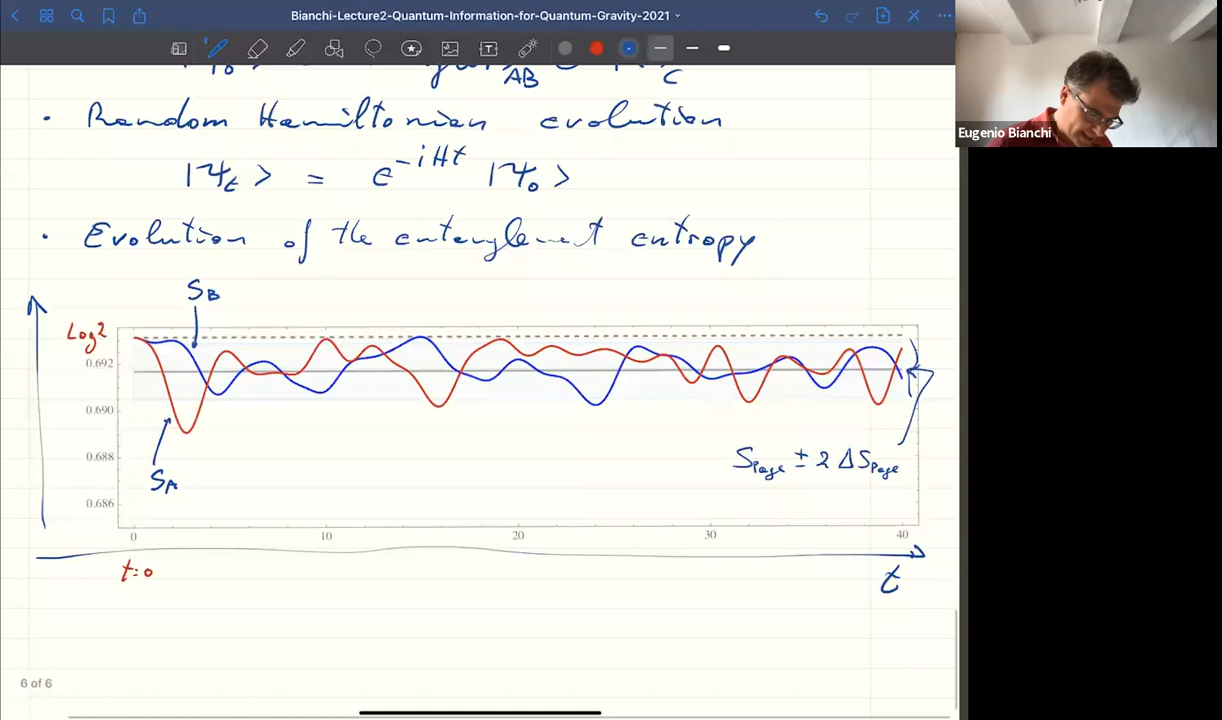 Bianchi-Lecture2-Quantum-Information-for-Quantum-Gravity-2021
Eugenio Bianchi
AB C
• Random Hamiltonian evolution
|Ψt > = e^-iHt |Ψ0 >
• Evolution of the entanglement entropy
SB
Log2
0.692
0.690
0.688
0.686
SA
SPage ± 2 ΔSPage
0 10 20 30 40
t=0
t
6 of 6